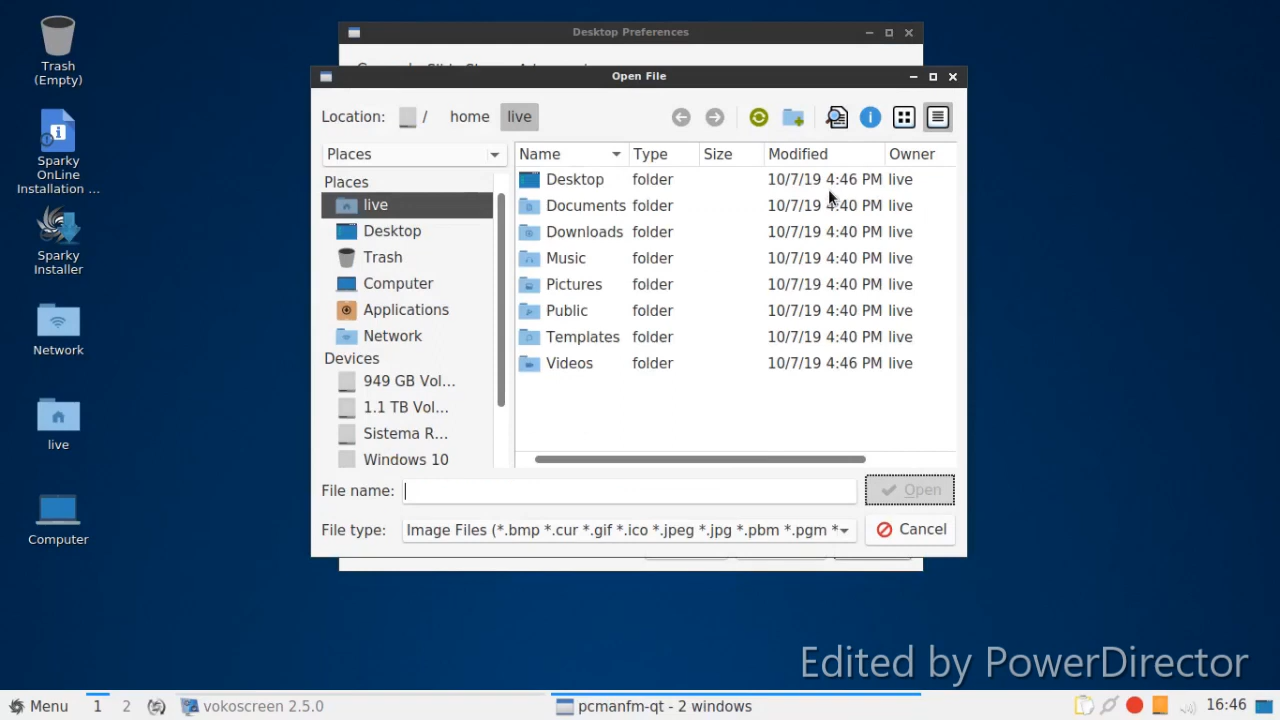 Trash
(Empty)
Sparky
OnLine
Installation ...
Sparky
Installer
Network
live
Computer
Desktop Preferences
Open File
Location: / home live
Places
Places
live
Desktop
Trash
Computer
Applications
Network
Devices
949 GB Vol...
1.1 TB Vol...
Sistema R...
Windows 10
Name Type Size Modified Owner
Desktop folder 10/7/19 4:46 PM live
Documents folder 10/7/19 4:40 PM live
Downloads folder 10/7/19 4:40 PM live
Music folder 10/7/19 4:40 PM live
Pictures folder 10/7/19 4:40 PM live
Public folder 10/7/19 4:40 PM live
Templates folder 10/7/19 4:40 PM live
Videos folder 10/7/19 4:46 PM live
File name: Open
File type: Image Files (*.bmp *.cur *.gif *.ico *.jpeg *.jpg *.pbm *.pgm * Cancel
Edited by PowerDirector
Menu 1 2 vokoscreen 2.5.0 pcmanfm-qt - 2 windows 16:46